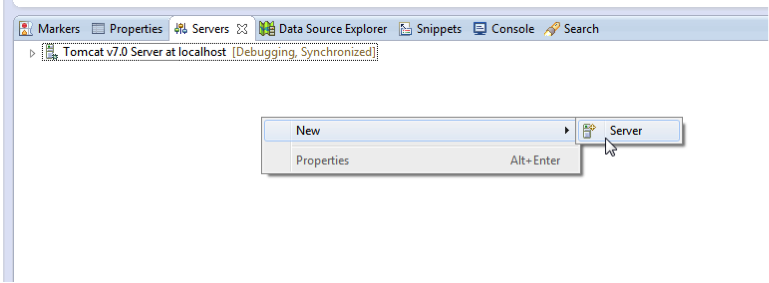 Markers Properties Servers Data Source Explorer Snippets Console Search
Tomcat v7.0 Server at localhost [Debugging, Synchronized]
New Server
Properties Alt+Enter